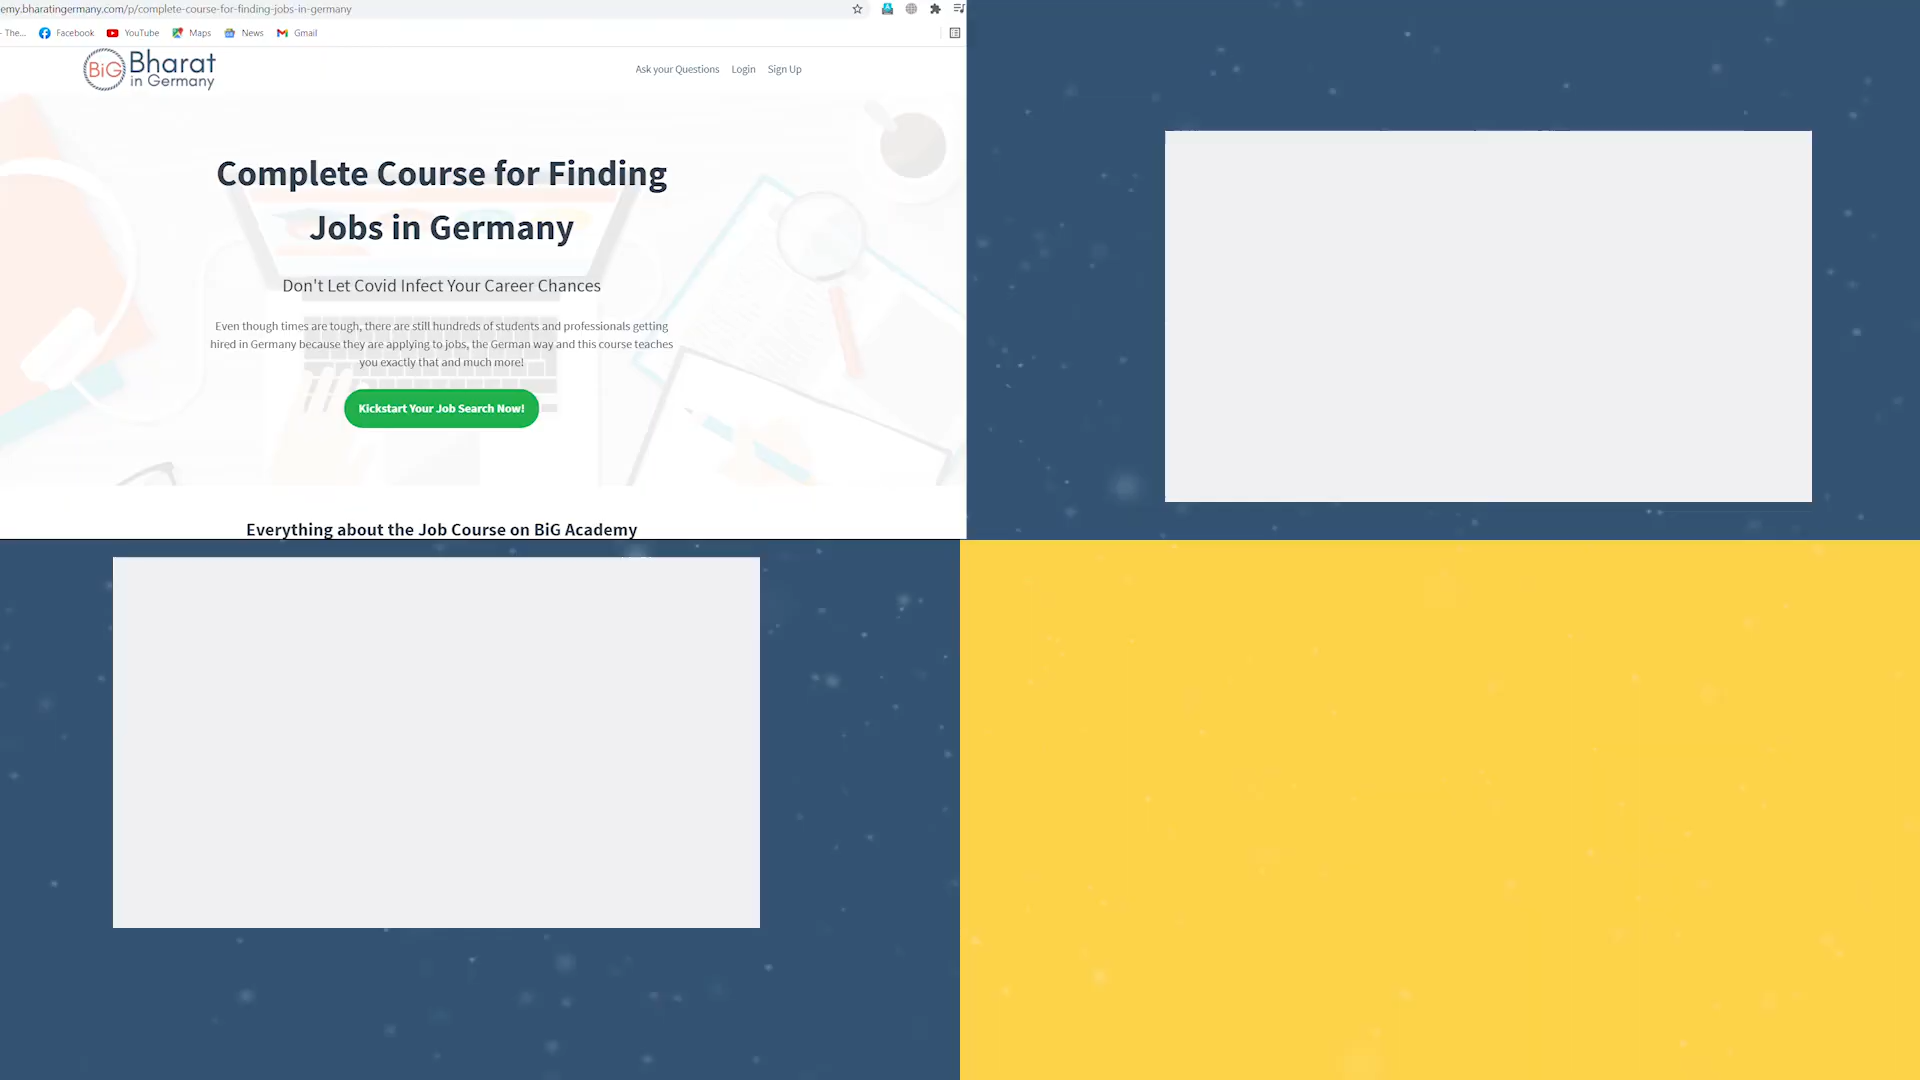 emy.bharatingermany.com/p/complete-course-for-finding-jobs-in-germany
The... Facebook YouTube Maps News Gmail
BiG Bharat in Germany
Ask your Questions Login Sign Up
Complete Course for Finding
Jobs in Germany
Don't Let Covid Infect Your Career Chances
Even though times are tough, there are still hundreds of students and professionals getting
hired in Germany because they are applying to jobs, the German way and this course teaches
you exactly that and much more!
Kickstart Your Job Search Now!
Everything about the Job Course on BiG Academy